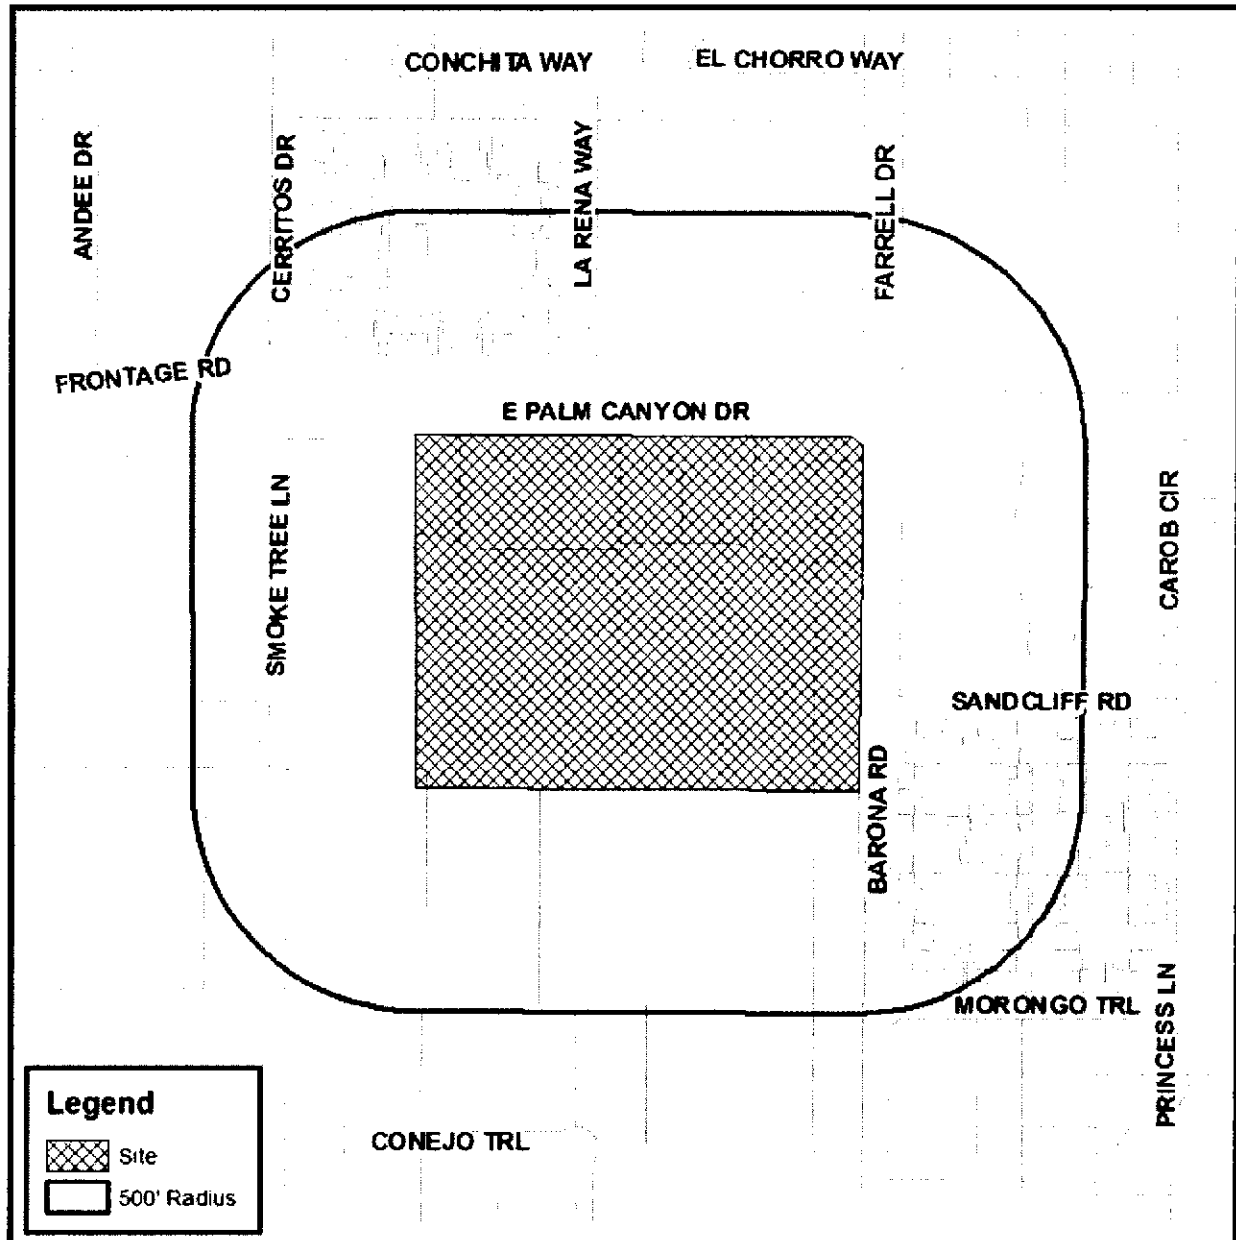 CONCHITA WAY
EL CHORRO WAY
ANDEE DR
CERRITOS DR
LA RENA WAY
FARRELL DR
FRONTAGE RD
E PALM CANYON DR
SMOKE TREE LN
CAROB CIR
SANDCLIFF RD
BARONA RD
MORONGO TRL
PRINCESS LN
CONEJO TRL
Legend
Site
500' Radius